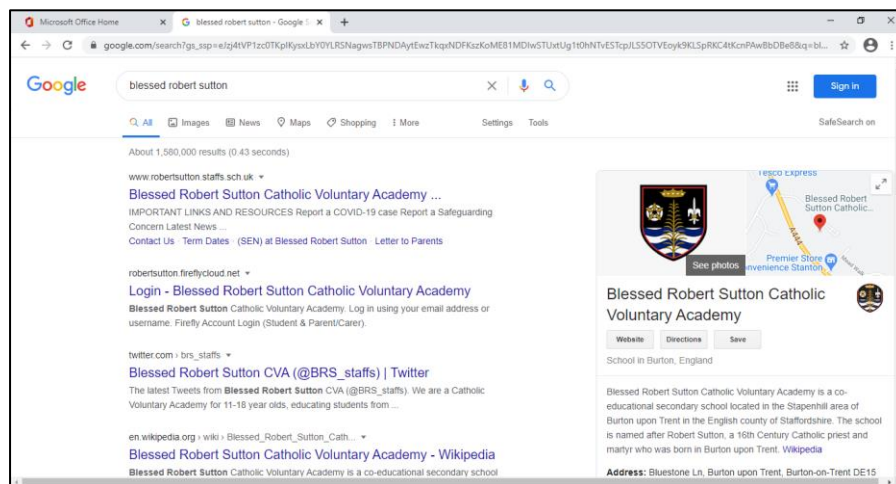 Microsoft Office Home
blessed robert sutton - Google S
blessed robert sutton
Google
Sign in
All Images News Maps Shopping More Settings Tools
SafeSearch on
About 1,580,000 results (0.43 seconds)
www.robertsutton.staffs.sch.uk
Blessed Robert Sutton Catholic Voluntary Academy ...
IMPORTANT LINKS AND RESOURCES Report a COVID-19 case Report a Safeguarding
Concern Latest News ...
Contact Us · Term Dates · (SEN) at Blessed Robert Sutton · Letter to Parents
robertsutton.fireflycloud.net
Login - Blessed Robert Sutton Catholic Voluntary Academy
Blessed Robert Sutton Catholic Voluntary Academy. Log in using your email address or
username. Firefly Account Login (Student & Parent/Carer).
twitter.com › brs_staffs
Blessed Robert Sutton CVA (@BRS_staffs) | Twitter
The latest Tweets from Blessed Robert Sutton CVA (@BRS_staffs). We are a Catholic
Voluntary Academy for 11-18 year olds, educating students from ...
en.wikipedia.org › wiki › Blessed_Robert_Sutton_Cath...
Blessed Robert Sutton Catholic Voluntary Academy - Wikipedia
Blessed Robert Sutton Catholic Voluntary Academy is a co-educational secondary school
Tesco Express
Blessed Robert
Sutton Catholic...
A444
Premier Store
onvenience Stanton
See photos
Blessed Robert Sutton Catholic
Voluntary Academy
Website Directions Save
School in Burton, England
Blessed Robert Sutton Catholic Voluntary Academy is a co-
educational secondary school located in the Stapenhill area of
Burton upon Trent in the English county of Staffordshire. The school
is named after Robert Sutton, a 16th Century Catholic priest and
martyr who was born in Burton upon Trent. Wikipedia
Address: Bluestone Ln, Burton upon Trent, Burton-on-Trent DE15